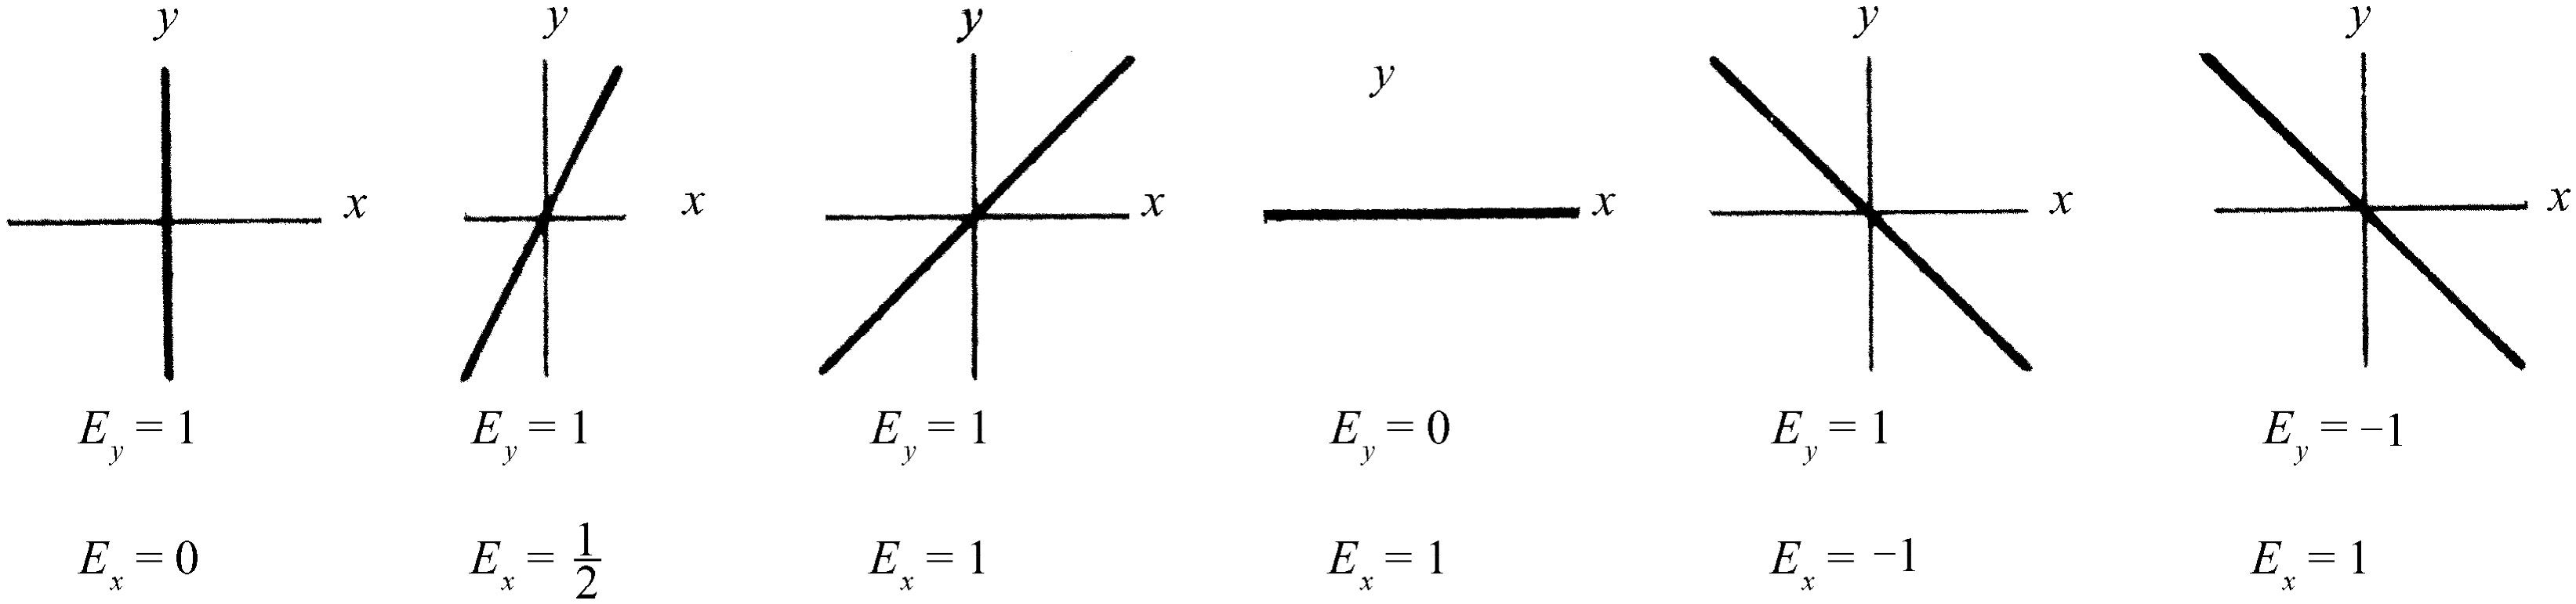 y y y y y y
x x x x x x
E_y = 1 E_y = 1 E_y = 1 E_y = 0 E_y = 1 E_y = −1
E_x = 0 E_x = 1/2 E_x = 1 E_x = 1 E_x = −1 E_x = 1